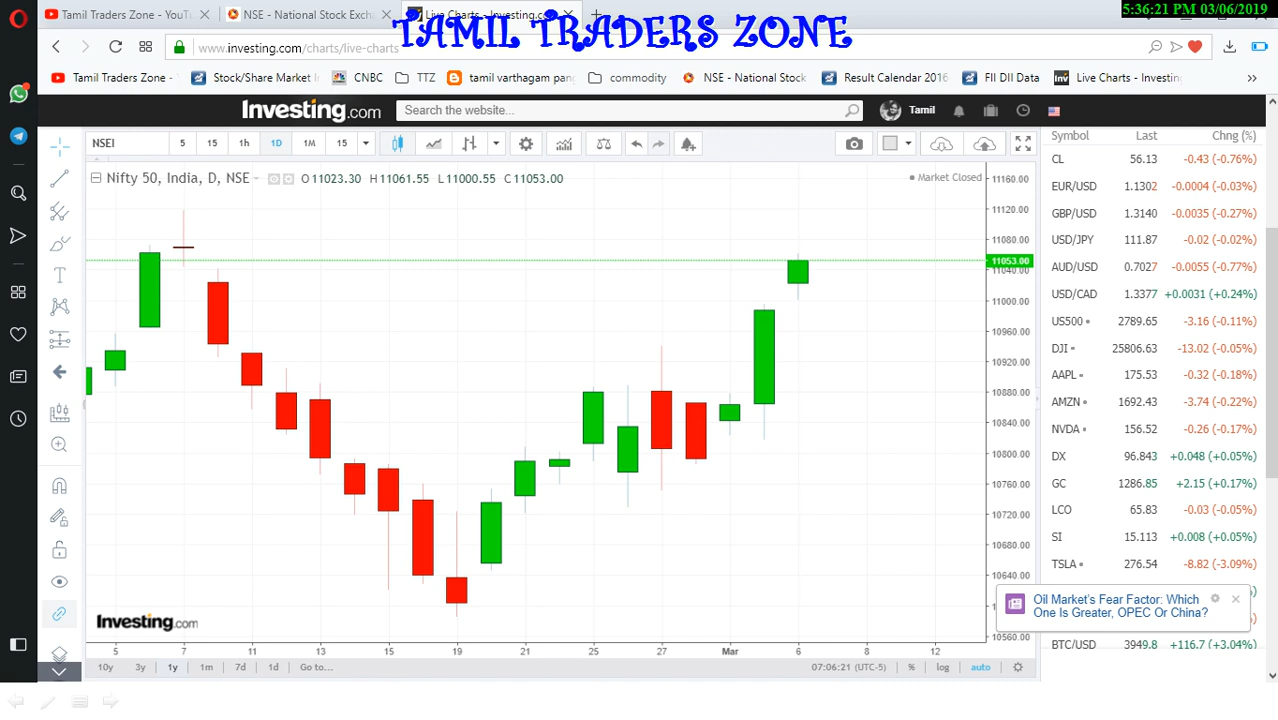 5:36:21 PM 03/06/2019
Tamil Traders Zone - YouT
NSE - National Stock Exch
Live Charts - Investing.co
TAMIL TRADERS ZONE
www.investing.com/charts/live-charts
Tamil Traders Zone -
Stock/Share Market I
CNBC
TTZ
tamil varthagam pan
commodity
NSE - National Stock
Result Calendar 2016
FII DII Data
Inv
Live Charts - Investin
Investing.com
Search the website...
Tamil
NSEI
5
15
1h
1D
1M
15
Nifty 50, India, D, NSE
O 11023.30 H 11061.55 L 11000.55 C 11053.00
Market Closed
11160.00
11120.00
11080.00
11053.00
11040.00
11000.00
10960.00
10920.00
10880.00
10840.00
10800.00
10760.00
10720.00
10680.00
10640.00
10560.00
Investing.com
5 7 11 13 15 19 21 25 27 Mar 6 8 12
10y 3y 1y 1m 7d 1d Go to...
07:06:21 (UTC-5) % log auto
Symbol Last Chng (%)
CL 56.13 -0.43 (-0.76%)
EUR/USD 1.1302 -0.0004 (-0.03%)
GBP/USD 1.3140 -0.0035 (-0.27%)
USD/JPY 111.87 -0.02 (-0.02%)
AUD/USD 0.7027 -0.0055 (-0.77%)
USD/CAD 1.3377 +0.0031 (+0.24%)
US500 2789.65 -3.16 (-0.11%)
DJI 25806.63 -13.02 (-0.05%)
AAPL 175.53 -0.32 (-0.18%)
AMZN 1692.43 -3.74 (-0.22%)
NVDA 156.52 -0.26 (-0.17%)
DX 96.843 +0.048 (+0.05%)
GC 1286.85 +2.15 (+0.17%)
LCO 65.83 -0.03 (-0.05%)
SI 15.113 +0.008 (+0.05%)
TSLA 276.54 -8.82 (-3.09%)
Oil Market's Fear Factor: Which
One Is Greater, OPEC Or China?
BTC/USD 3949.8 +116.7 (+3.04%)